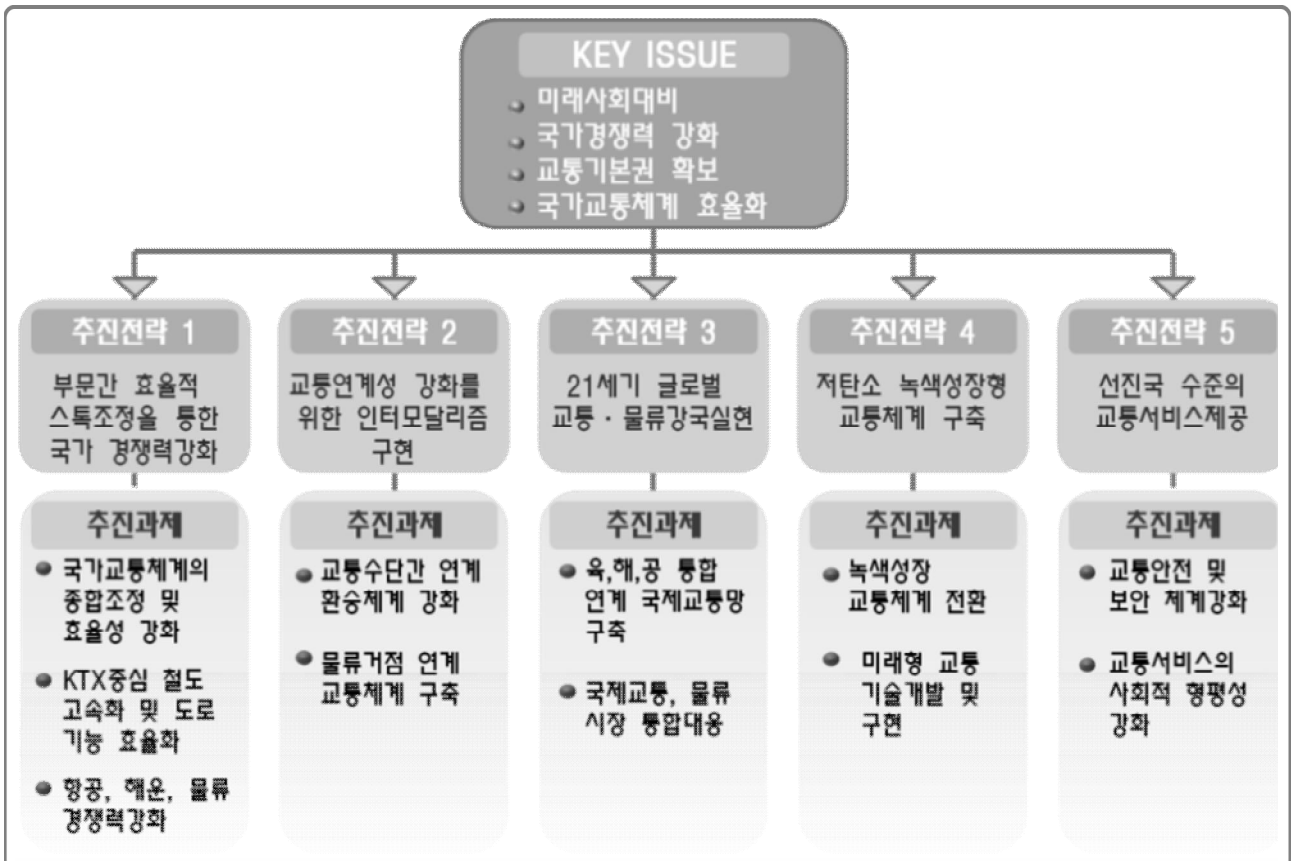 KEY ISSUE
미래사회대비
국가경쟁력 강화
교통기본권 확보
국가교통체계 효율화
추진전략 1
부문간 효율적
스톡조정을 통한
국가 경쟁력강화
추진과제
국가교통체계의
종합조정 및
효율성 강화
KTX중심 철도
고속화 및 도로
기능 효율화
항공, 해운, 물류
경쟁력강화
추진전략 2
교통연계성 강화를
위한 인터모달리즘
구현
추진과제
교통수단간 연계
환승체계 강화
물류거점 연계
교통체계 구축
추진전략 3
21세기 글로벌
교통·물류강국실현
추진과제
육,해,공 통합
연계 국제교통망
구축
국제교통, 물류
시장 통합대응
추진전략 4
저탄소 녹색성장형
교통체계 구축
추진과제
녹색성장
교통체계 전환
미래형 교통
기술개발 및
구현
추진전략 5
선진국 수준의
교통서비스제공
추진과제
교통안전 및
보안 체계강화
교통서비스의
사회적 형평성
강화